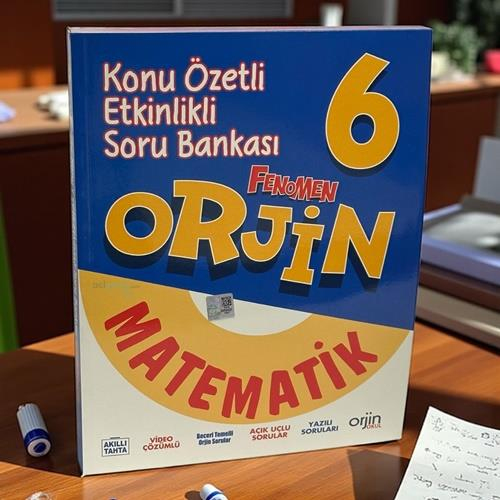 Konu Özetli
Etkinlikli
Soru Bankası
6
FENOMEN
ORJİN
MATEMATİK
AKILLI
TAHTA
VİDEO
ÇÖZÜMLÜ
Beceri Temelli
Orjin Sorular
AÇIK UÇLU
SORULAR
YAZILI
SORULARI
orjin
OKUL